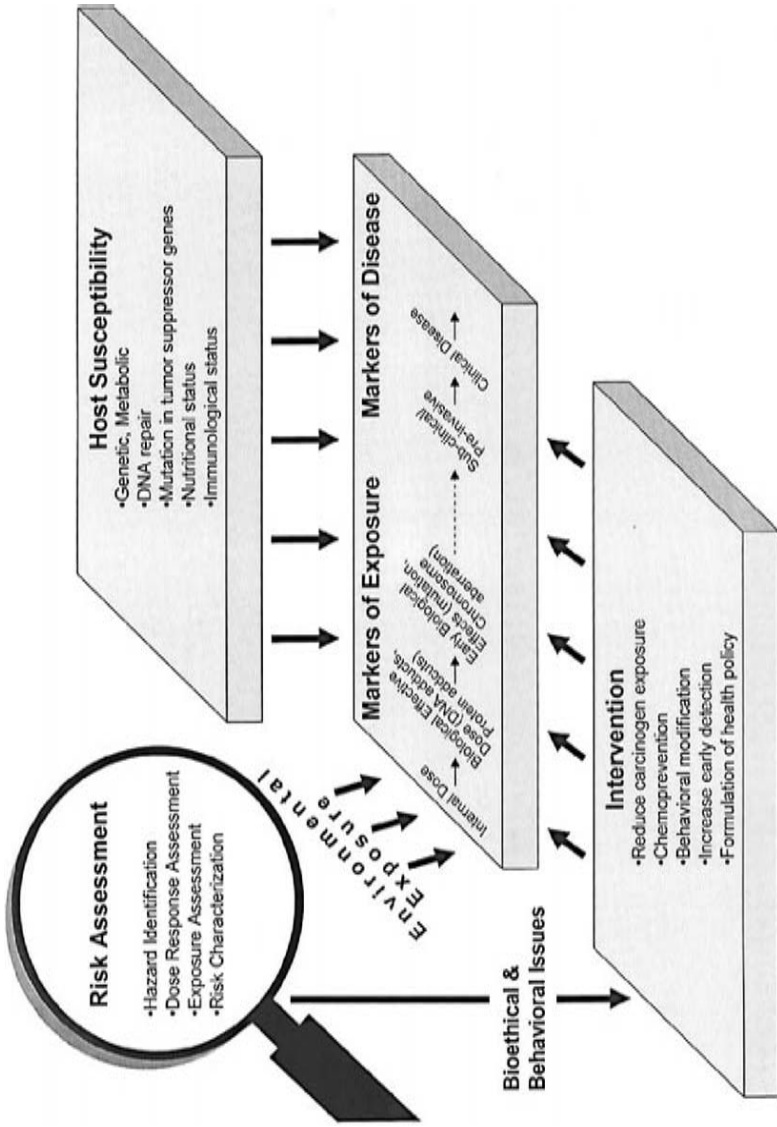 Risk Assessment
•Hazard Identification
•Dose Response Assessment
•Exposure Assessment
•Risk Characterization
Host Susceptibility
•Genetic, Metabolic
•DNA repair
•Mutation in tumor suppressor genes
•Nutritional status
•Immunological status
Environmental
Exposure
Markers of Exposure
Markers of Disease
Internal Dose
Biological Effective
Dose (DNA adducts,
Protein addcuts)
Early Biological
Effects (mutation,
Chromosome
aberration)
Sub-clinical/
Pre-Invasive
Clinical Disease
Bioethical &
Behavioral Issues
Intervention
•Reduce carcinogen exposure
•Chemoprevention
•Behavioral modification
•Increase early detection
•Formulation of health policy